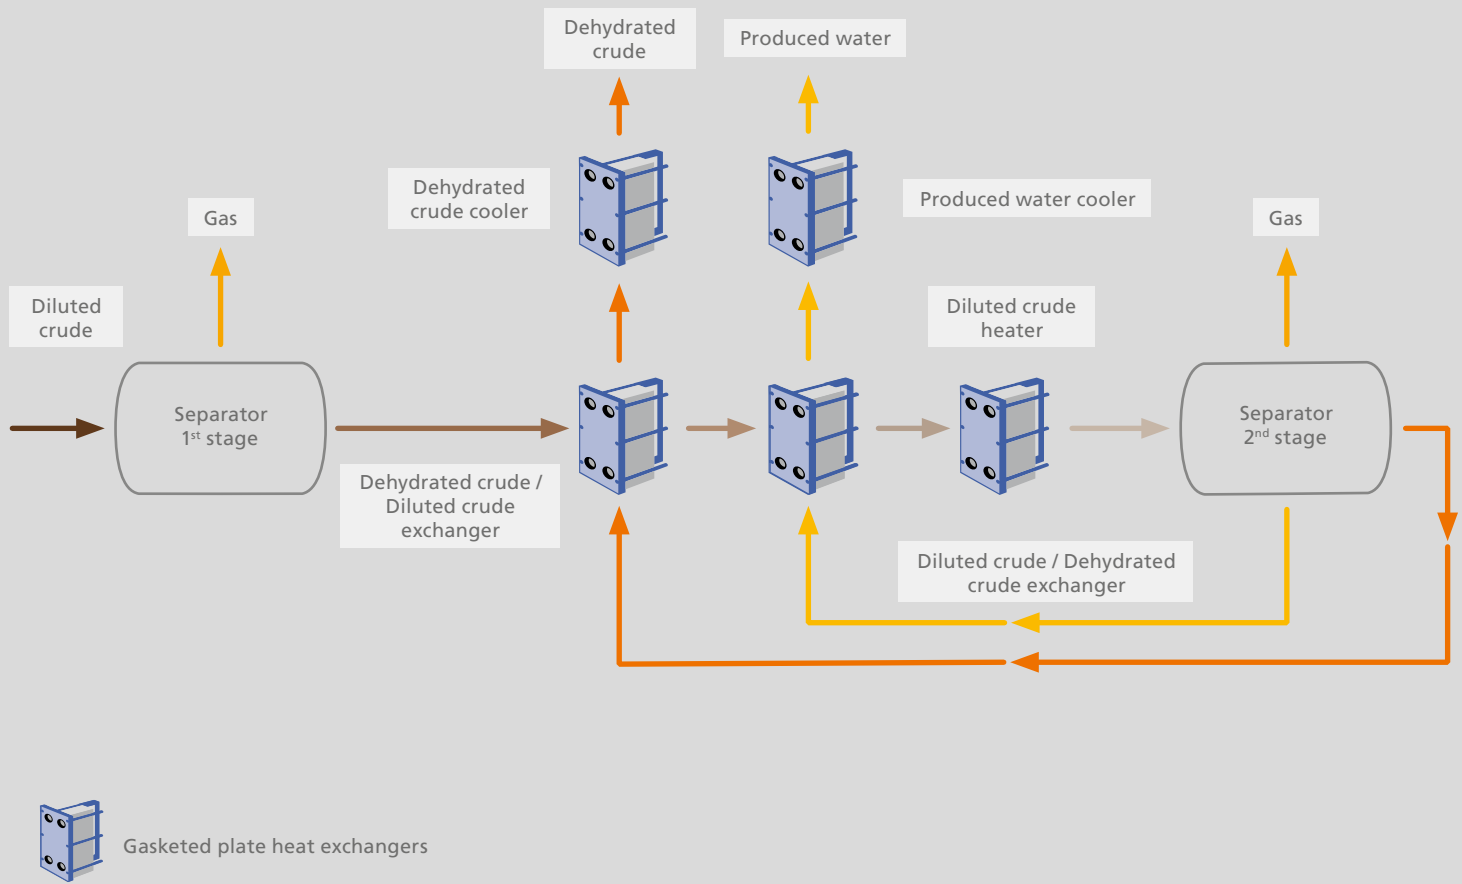 Dehydrated
crude
Produced water
Dehydrated
crude cooler
Produced water cooler
Gas
Gas
Diluted
crude
Diluted crude
heater
Separator
1st stage
Separator
2nd stage
Dehydrated crude /
Diluted crude
exchanger
Diluted crude / Dehydrated
crude exchanger
Gasketed plate heat exchangers